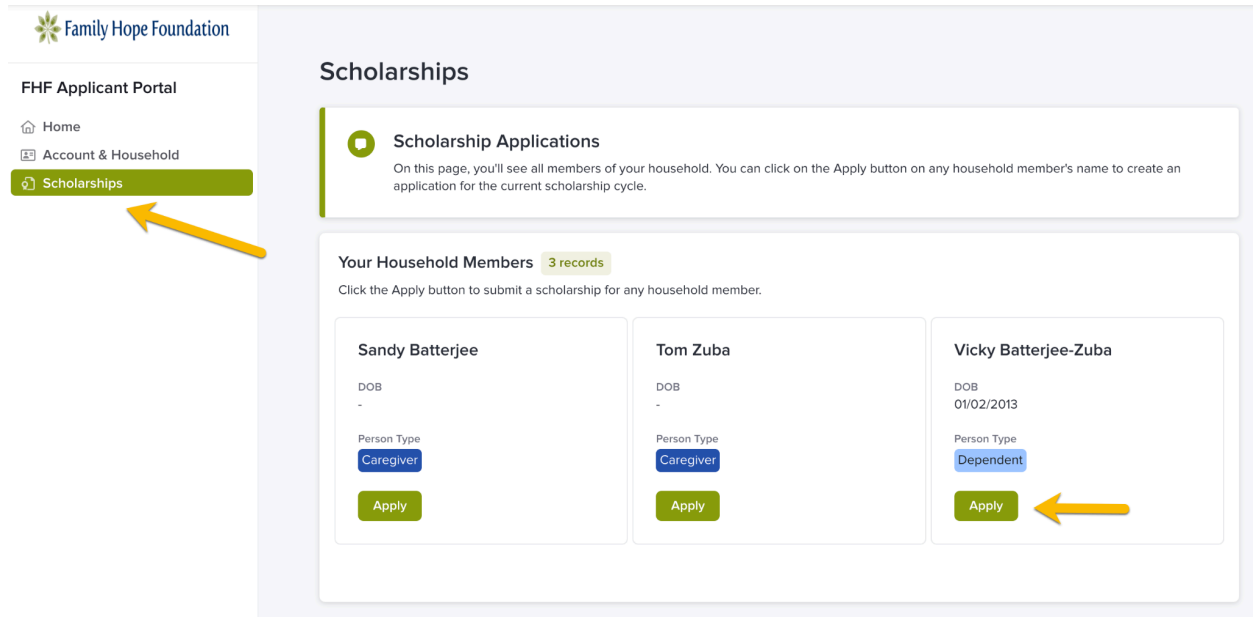 Family Hope Foundation
FHF Applicant Portal
Home
Account & Household
Scholarships
Scholarships
Scholarship Applications
On this page, you'll see all members of your household. You can click on the Apply button on any household member's name to create an
application for the current scholarship cycle.
Your Household Members 3 records
Click the Apply button to submit a scholarship for any household member.
Sandy Batterjee
DOB
-
Person Type
Caregiver
Apply
Tom Zuba
DOB
-
Person Type
Caregiver
Apply
Vicky Batterjee-Zuba
DOB
01/02/2013
Person Type
Dependent
Apply